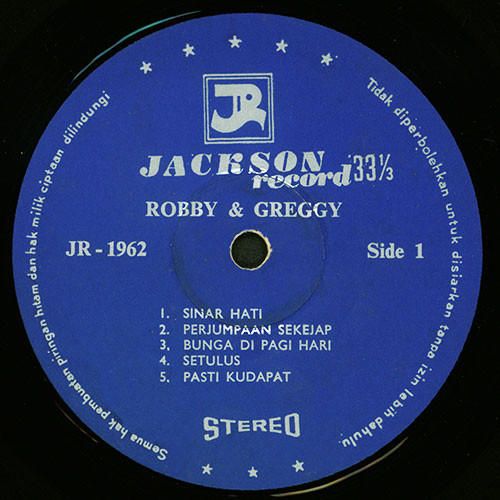 JR
JACKSON
record 33⅓
ROBBY & GREGGY
JR - 1962
Side 1
1. SINAR HATI
2. PERJUMPAAN SEKEJAP
3, BUNGA DI PAGI HARI
4. SETULUS
5. PASTI KUDAPAT
STEREO
Semua hak pembuatan piringan hitam dan hak milik ciptaan dilindungi
Tidak diperbolehkan untuk disiarkan tanpa izin lebih dahulu.